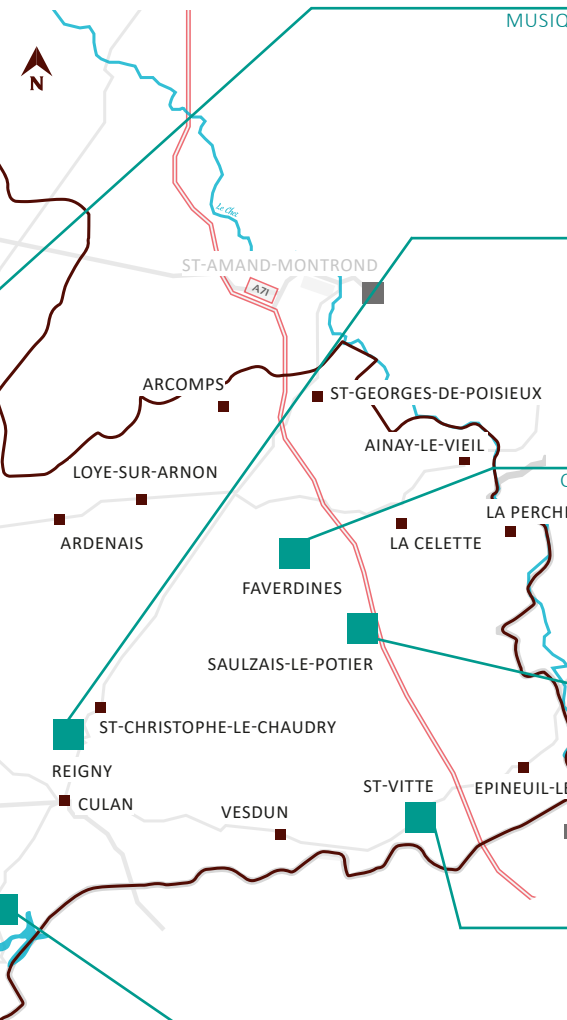 MUSIQ
N
Le Cher
ST-AMAND-MONTROND
A71
ARCOMPS
ST-GEORGES-DE-POISIEUX
AINAY-LE-VIEIL
LOYE-SUR-ARNON
LA PERCHE
ARDENAIS
LA CELETTE
FAVERDINES
SAULZAIS-LE-POTIER
ST-CHRISTOPHE-LE-CHAUDRY
REIGNY
ST-VITTE
EPINEUIL-LE
CULAN
VESDUN